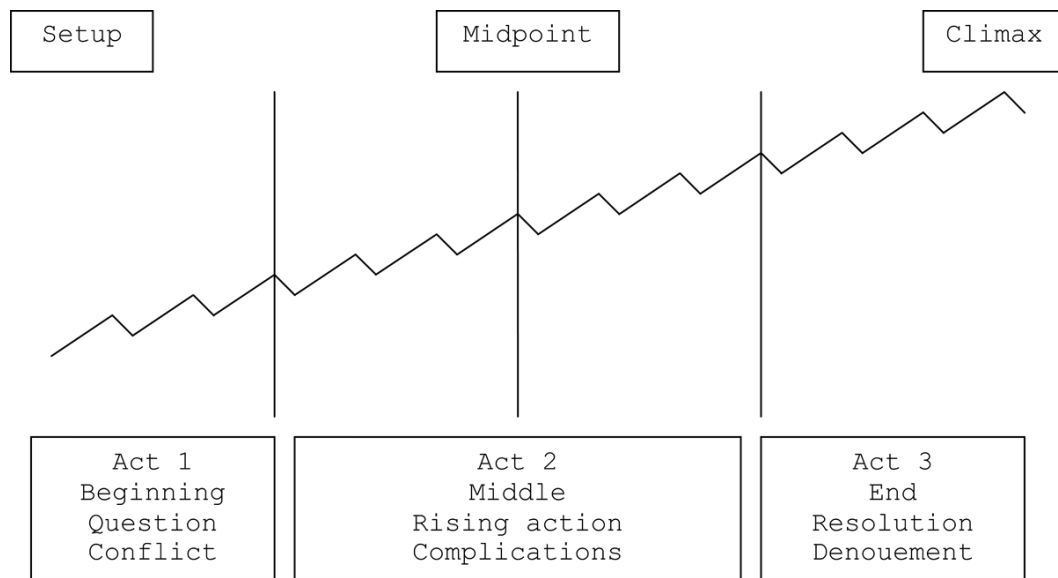 Setup
Midpoint
Climax
Act 1
Beginning
Question
Conflict
Act 2
Middle
Rising action
Complications
Act 3
End
Resolution
Denouement